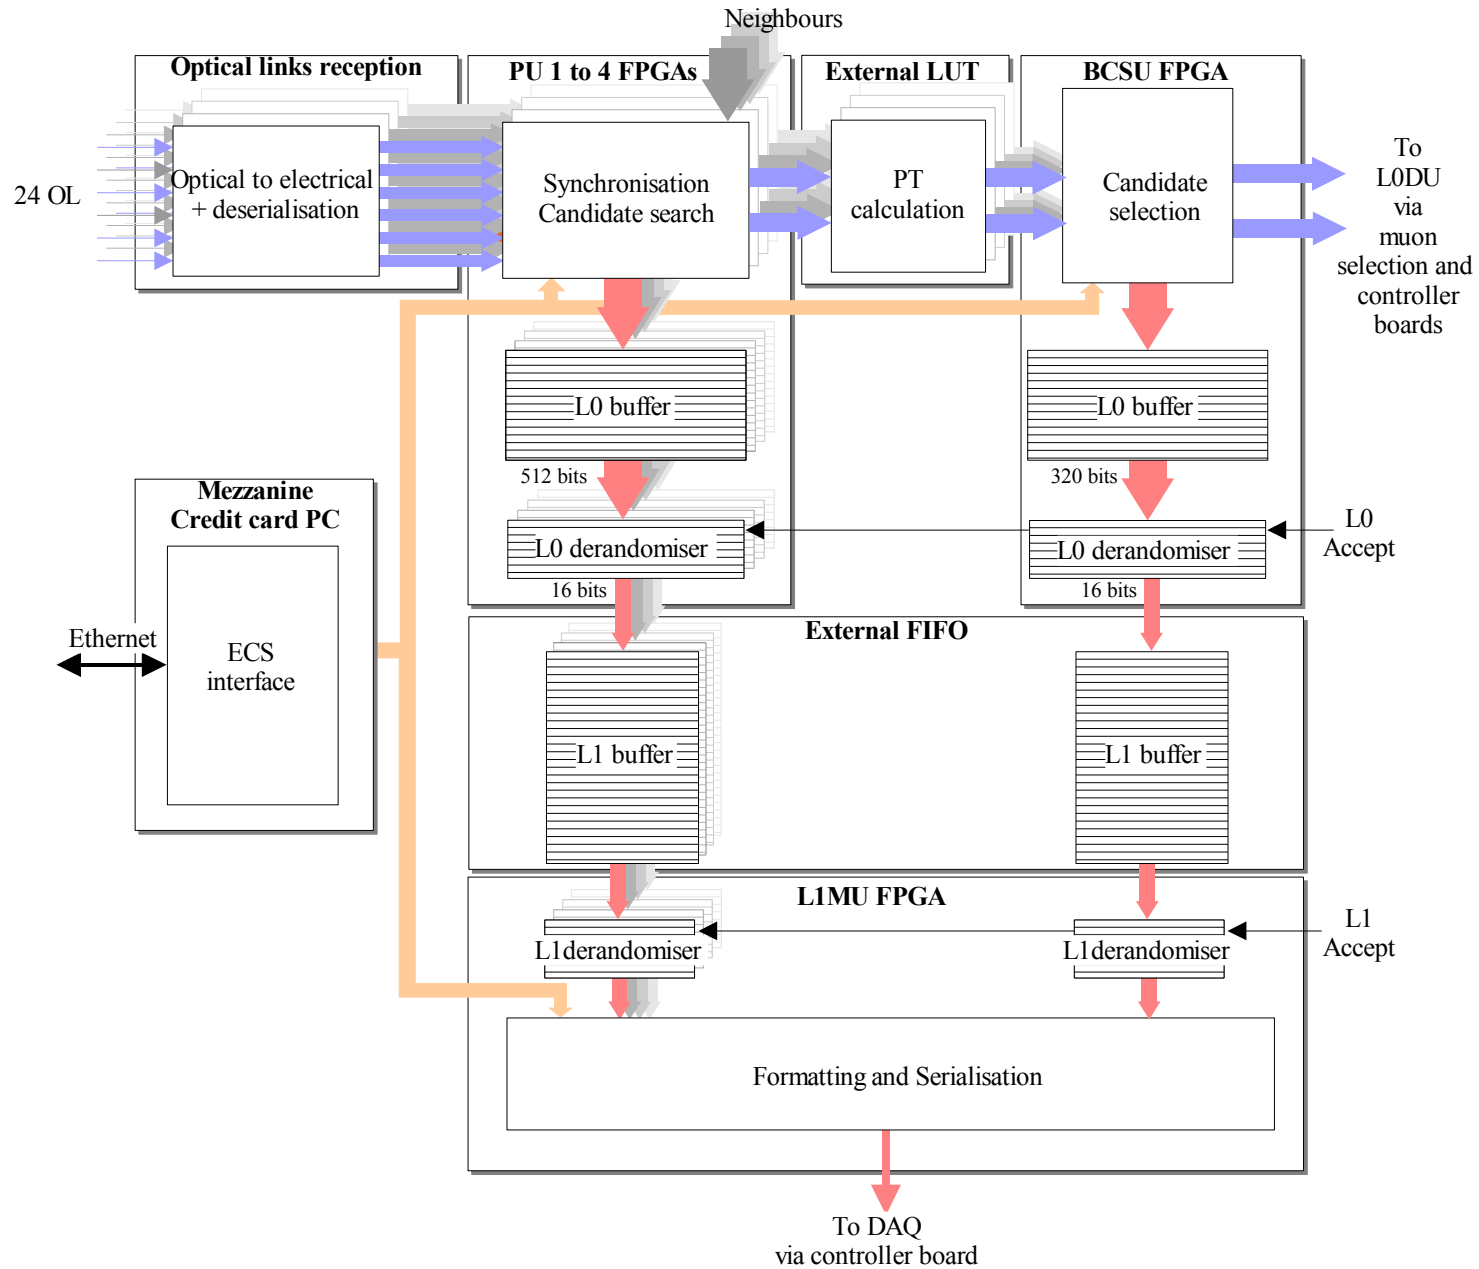 Neighbours
Optical links reception
PU 1 to 4 FPGAs
External LUT
BCSU FPGA
24 OL
Optical to electrical
+ deserialisation
Synchronisation
Candidate search
PT
calculation
Candidate
selection
To
L0DU
via
muon
selection and
controller
boards
L0 buffer
L0 buffer
512 bits
320 bits
Mezzanine
Credit card PC
L0 derandomiser
L0 derandomiser
L0
Accept
16 bits
16 bits
Ethernet
ECS
interface
External FIFO
L1 buffer
L1 buffer
L1MU FPGA
L1derandomiser
L1derandomiser
L1
Accept
Formatting and Serialisation
To DAQ
via controller board